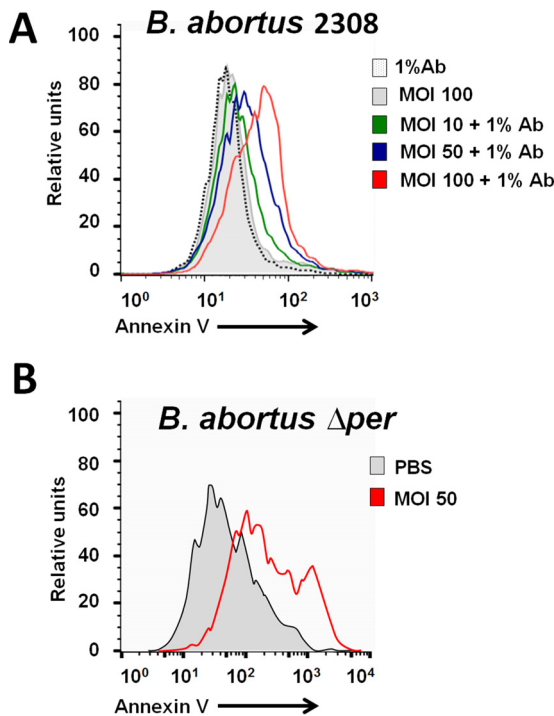 A
B. abortus 2308
Relative units
100
80
60
40
20
0
10⁰
10¹
10²
10³
Annexin V
1%Ab
MOI 100
MOI 10 + 1% Ab
MOI 50 + 1% Ab
MOI 100 + 1% Ab
B
B. abortus Δper
Relative units
100
80
60
40
20
0
10⁰
10¹
10²
10³
10⁴
Annexin V
PBS
MOI 50